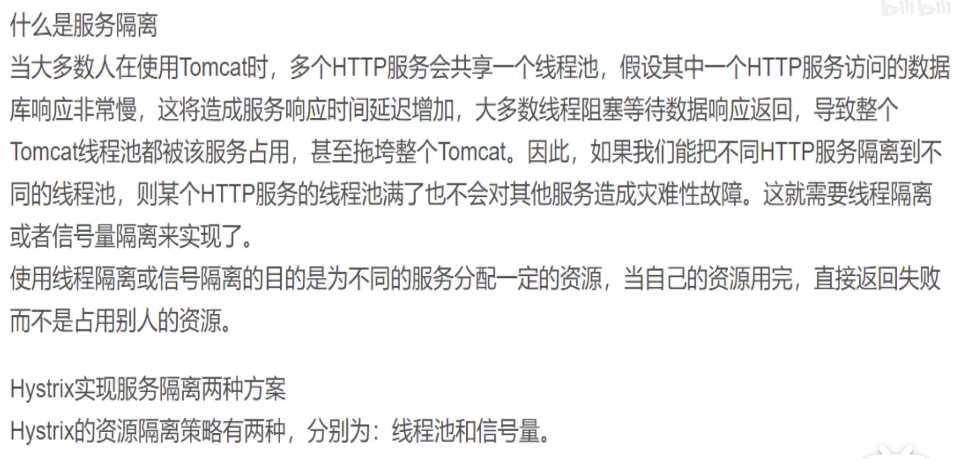 什么是服务隔离
当大多数人在使用Tomcat时，多个HTTP服务会共享一个线程池，假设其中一个HTTP服务访问的数据
库响应非常慢，这将造成服务响应时间延迟增加，大多数线程阻塞等待数据响应返回，导致整个
Tomcat线程池都被该服务占用，甚至拖垮整个Tomcat。因此，如果我们能把不同HTTP服务隔离到不
同的线程池，则某个HTTP服务的线程池满了也不会对其他服务造成灾难性故障。这就需要线程隔离
或者信号量隔离来实现了。
使用线程隔离或信号隔离的目的是为不同的服务分配一定的资源，当自己的资源用完，直接返回失败
而不是占用别人的资源。
Hystrix实现服务隔离两种方案
Hystrix的资源隔离策略有两种，分别为：线程池和信号量。
bilibili